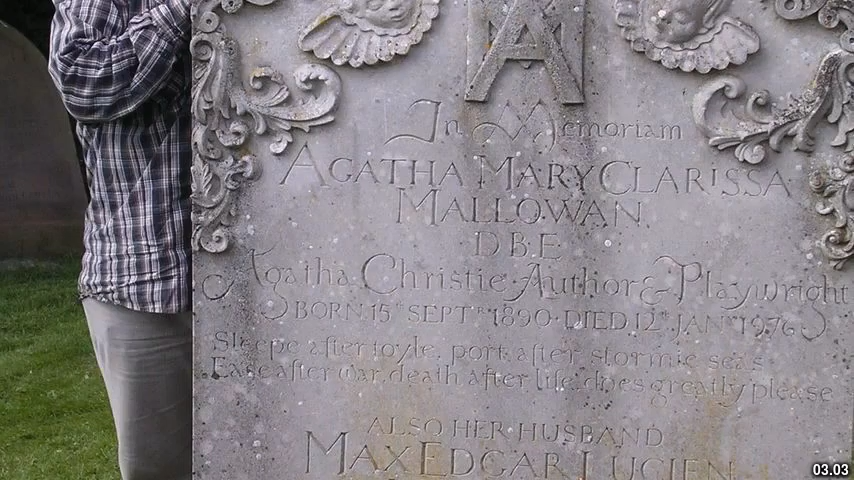 In Memoriam
AGATHA MARY CLARISSA
MALLOWAN
DBE
Agatha Christie · Author & Playwright
BORN 15TH SEPTR 1890 · DIED 12TH JANY 1976
Sleepe after toyle, port after stormie seas
Ease after war, death after life, does greatly please
ALSO HER HUSBAND
MAX EDGAR LUCIEN
03.03